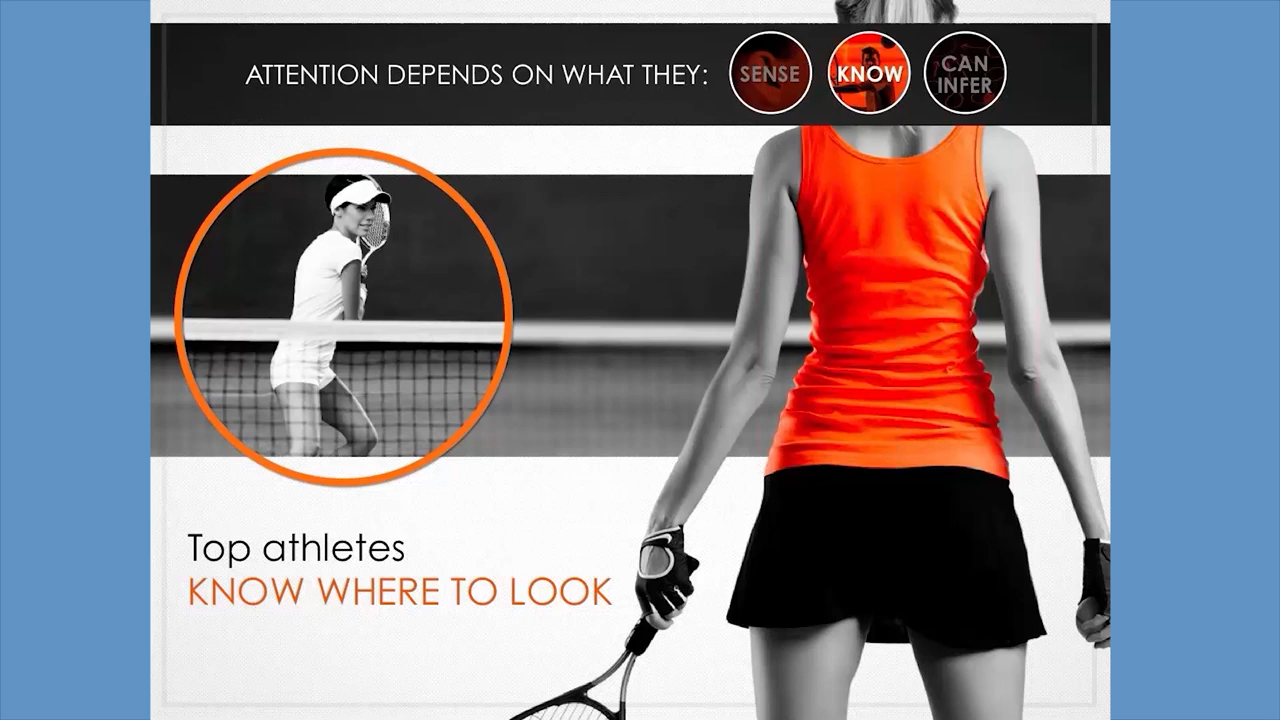 ATTENTION DEPENDS ON WHAT THEY:
SENSE
KNOW
CAN
INFER
Top athletes
KNOW WHERE TO LOOK